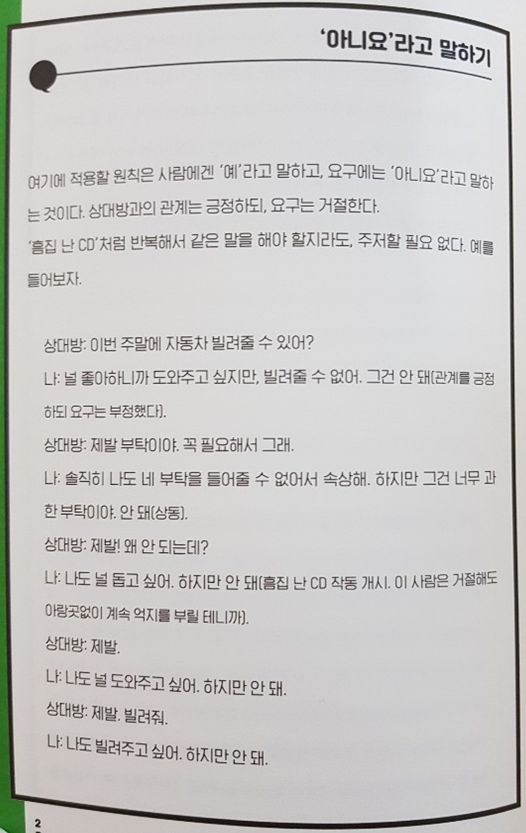 ‘아니요’라고 말하기
여기에 적용할 원칙은 사람에겐 ‘예’라고 말하고, 요구에는 ‘아니요’라고 말하
는 것이다. 상대방과의 관계는 긍정하되, 요구는 거절한다.
‘흠집 난 CD’처럼 반복해서 같은 말을 해야 할지라도, 주저할 필요 없다. 예를
들어보자.
상대방: 이번 주말에 자동차 빌려줄 수 있어?
나: 널 좋아하니까 도와주고 싶지만, 빌려줄 수 없어. 그건 안 돼(관계를 긍정
하되 요구는 부정했다).
상대방: 제발 부탁이야. 꼭 필요해서 그래.
나: 솔직히 나도 네 부탁을 들어줄 수 없어서 속상해. 하지만 그건 너무 과
한 부탁이야. 안 돼(상동).
상대방: 제발! 왜 안 되는데?
나: 나도 널 돕고 싶어. 하지만 안 돼(흠집 난 CD 작동 개시. 이 사람은 거절해도
아랑곳없이 계속 억지를 부릴 테니까).
상대방: 제발.
나: 나도 널 도와주고 싶어. 하지만 안 돼.
상대방: 제발. 빌려줘.
나: 나도 빌려주고 싶어. 하지만 안 돼.
2